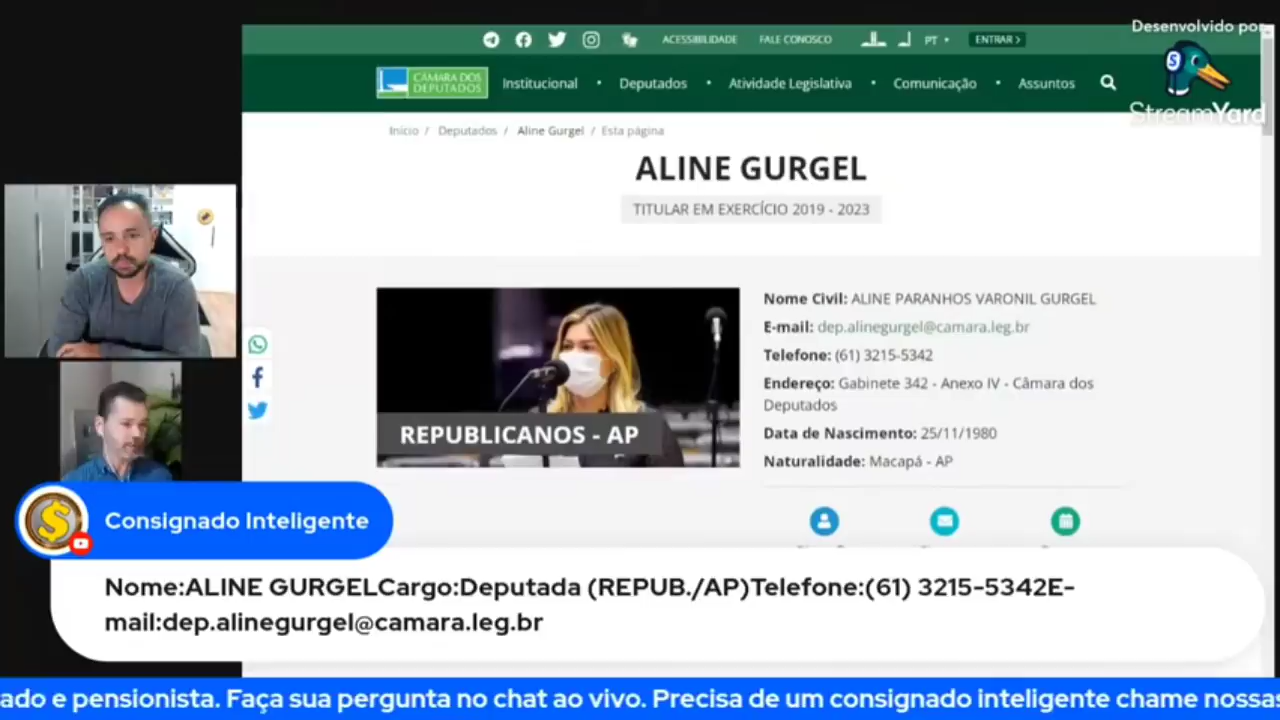 Desenvolvido por
StreamYard
ACESSIBILIDADE FALE CONOSCO PT ENTRAR >
CÂMARA DOS
DEPUTADOS
Institucional • Deputados • Atividade Legislativa • Comunicação • Assuntos
Início / Deputados / Aline Gurgel / Esta página
ALINE GURGEL
TITULAR EM EXERCÍCIO 2019 - 2023
REPUBLICANOS - AP
Nome Civil: ALINE PARANHOS VARONIL GURGEL
E-mail: dep.alinegurgel@camara.leg.br
Telefone: (61) 3215-5342
Endereço: Gabinete 342 - Anexo IV - Câmara dos
Deputados
Data de Nascimento: 25/11/1980
Naturalidade: Macapá - AP
Consignado Inteligente
Nome:ALINE GURGELCargo:Deputada (REPUB./AP)Telefone:(61) 3215-5342E-
mail:dep.alinegurgel@camara.leg.br
ado e pensionista. Faça sua pergunta no chat ao vivo. Precisa de um consignado inteligente chame nossas